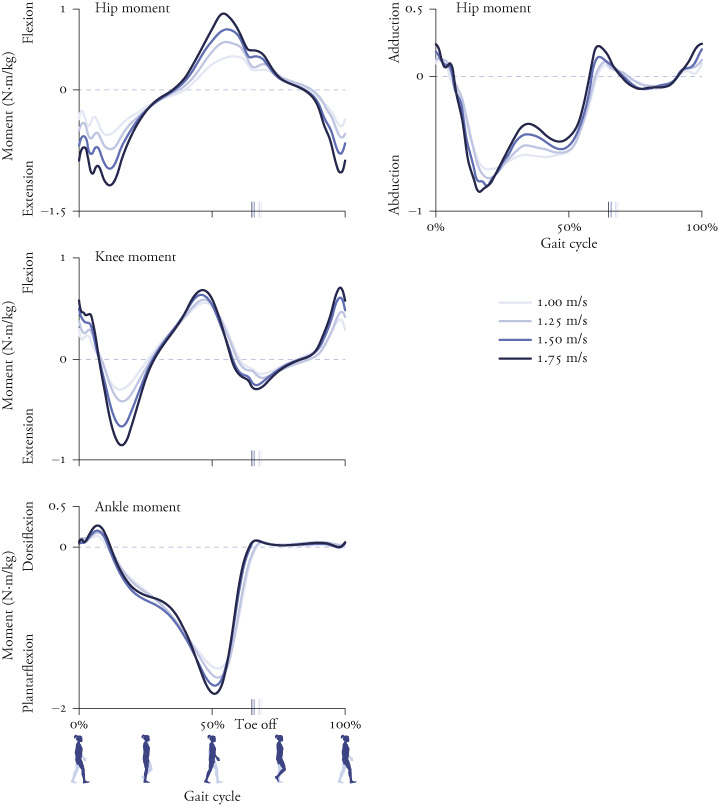 Hip moment
Flexion
Moment (N·m/kg)
Extension
1
0
−1.5
Hip moment
Adduction
Abduction
0.5
0
−1
0%
50%
100%
Gait cycle
Knee moment
Flexion
Moment (N·m/kg)
Extension
1
0
−1
1.00 m/s
1.25 m/s
1.50 m/s
1.75 m/s
Ankle moment
Dorsiflexion
Moment (N·m/kg)
Plantarflexion
0.5
0
−2
0%
50%
Toe off
100%
Gait cycle